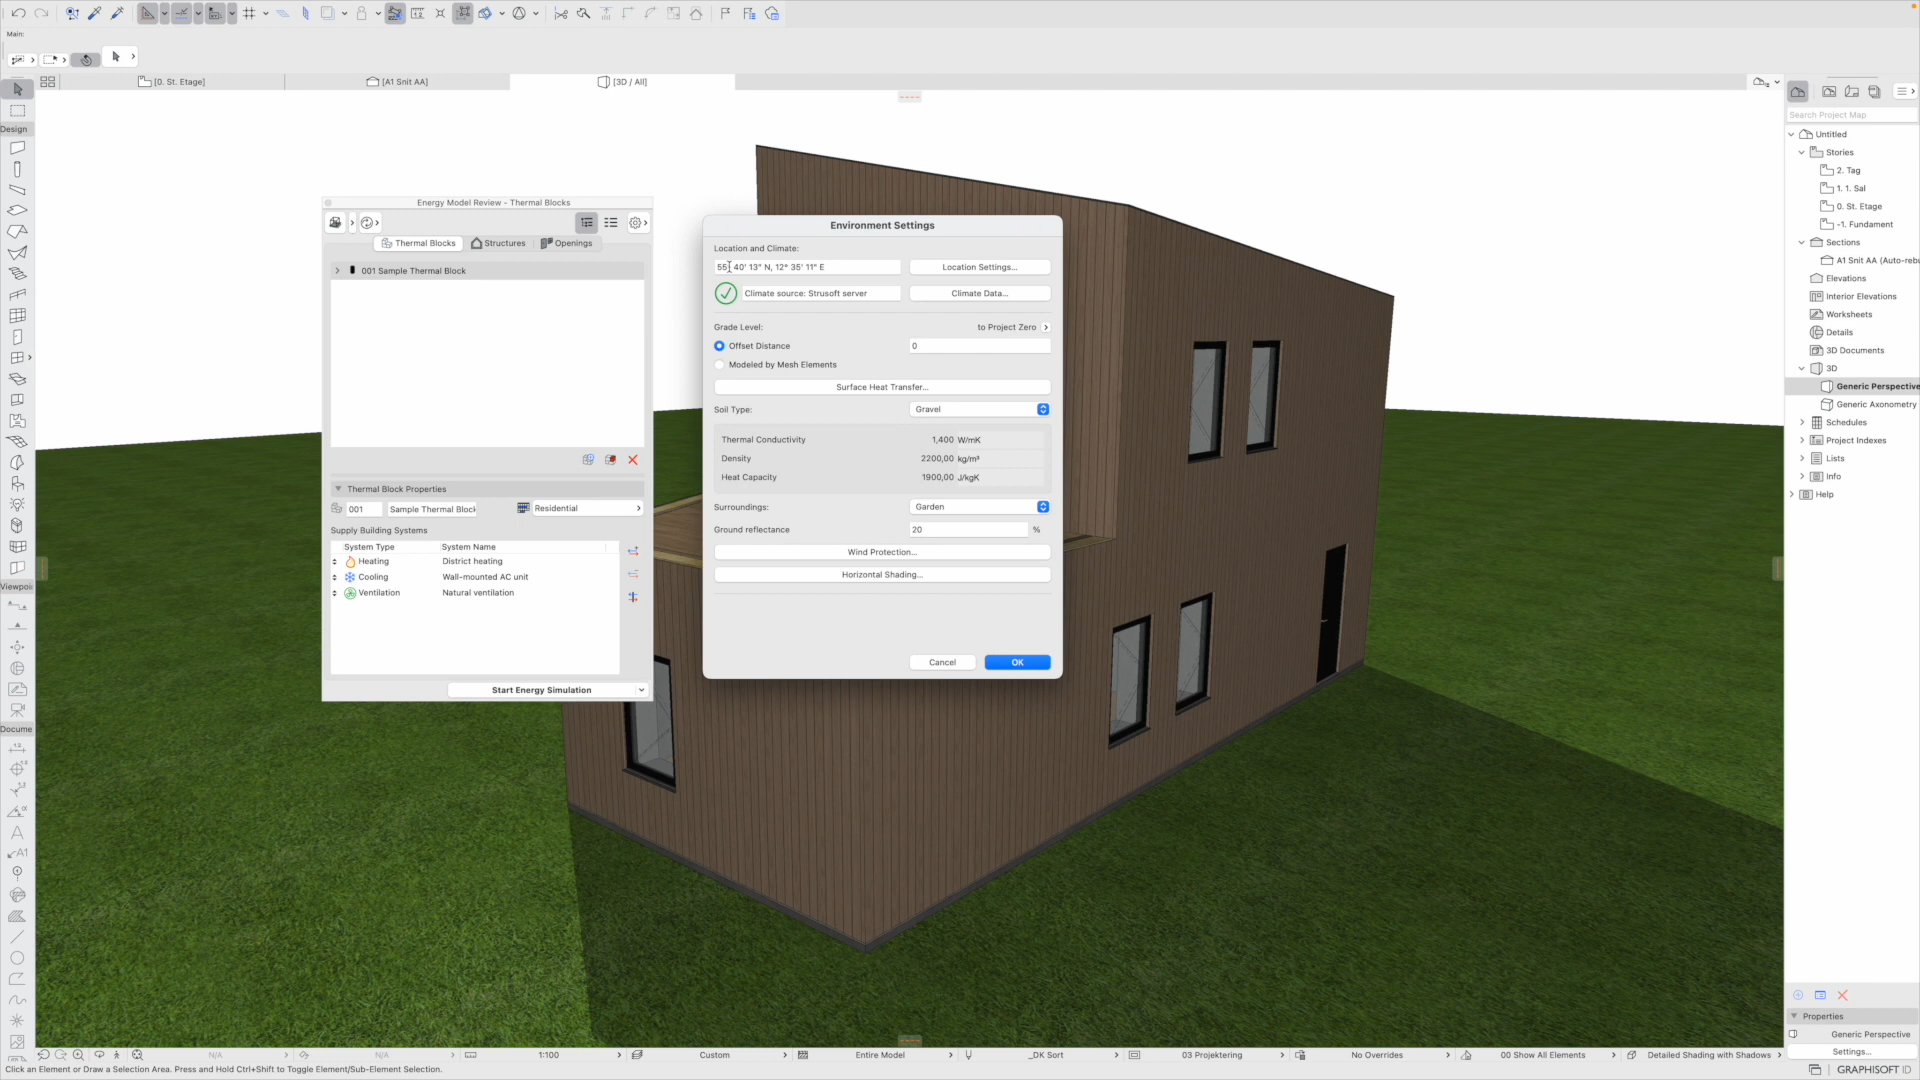 Main:
[0. St. Etage]
[A1 Snit AA]
[3D / All]
Design
Viewpoi
Docume
Energy Model Review - Thermal Blocks
Thermal Blocks
Structures
Openings
001 Sample Thermal Block
Thermal Block Properties
001
Sample Thermal Block
Residential
Supply Building Systems
System Type System Name
Heating District heating
Cooling Wall-mounted AC unit
Ventilation Natural ventilation
Start Energy Simulation
Environment Settings
Location and Climate:
55° 40' 13" N, 12° 35' 11" E
Location Settings...
Climate source: Strusoft server
Climate Data...
Grade Level:
to Project Zero
Offset Distance
0
Modeled by Mesh Elements
Surface Heat Transfer...
Soil Type:
Gravel
Thermal Conductivity 1,400 W/mK
Density 2200,00 kg/m³
Heat Capacity 1900,00 J/kgK
Surroundings:
Garden
Ground reflectance
20
%
Wind Protection...
Horizontal Shading...
Cancel
OK
Search Project Map
Untitled
Stories
2. Tag
1. 1. Sal
0. St. Etage
-1. Fundament
Sections
A1 Snit AA (Auto-rebu
Elevations
Interior Elevations
Worksheets
Details
3D Documents
3D
Generic Perspective
Generic Axonometry
Schedules
Project Indexes
Lists
Info
Help
Properties
Generic Perspective
Settings...
N/A
N/A
1:100
Custom
Entire Model
_DK Sort
03 Projektering
No Overrides
00 Show All Elements
Detailed Shading with Shadows
Click an Element or Draw a Selection Area. Press and Hold Ctrl+Shift to Toggle Element/Sub-Element Selection.
GRAPHISOFT ID